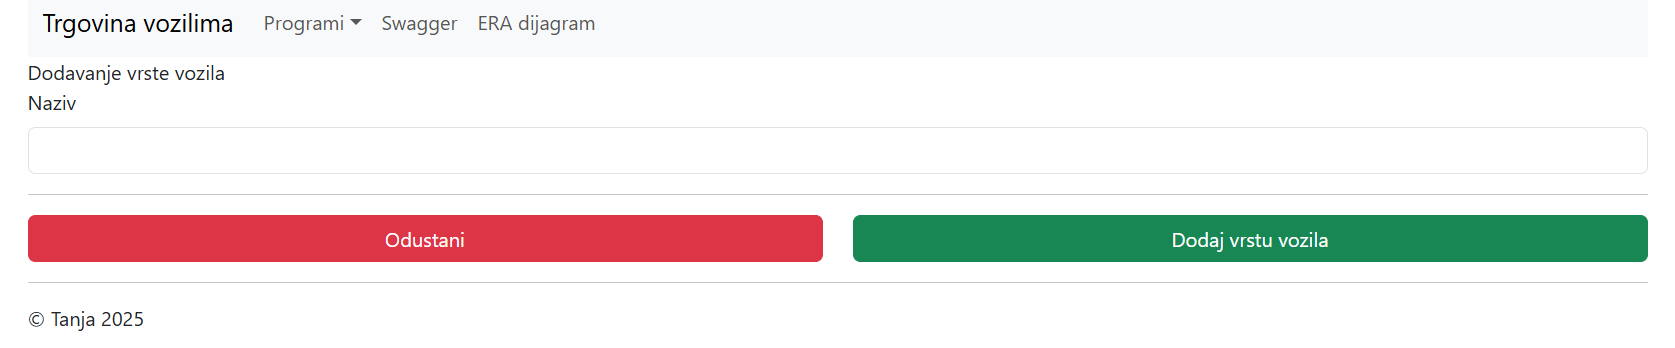 Trgovina vozilima Programi Swagger ERA dijagram
Dodavanje vrste vozila
Naziv
Odustani Dodaj vrstu vozila
© Tanja 2025